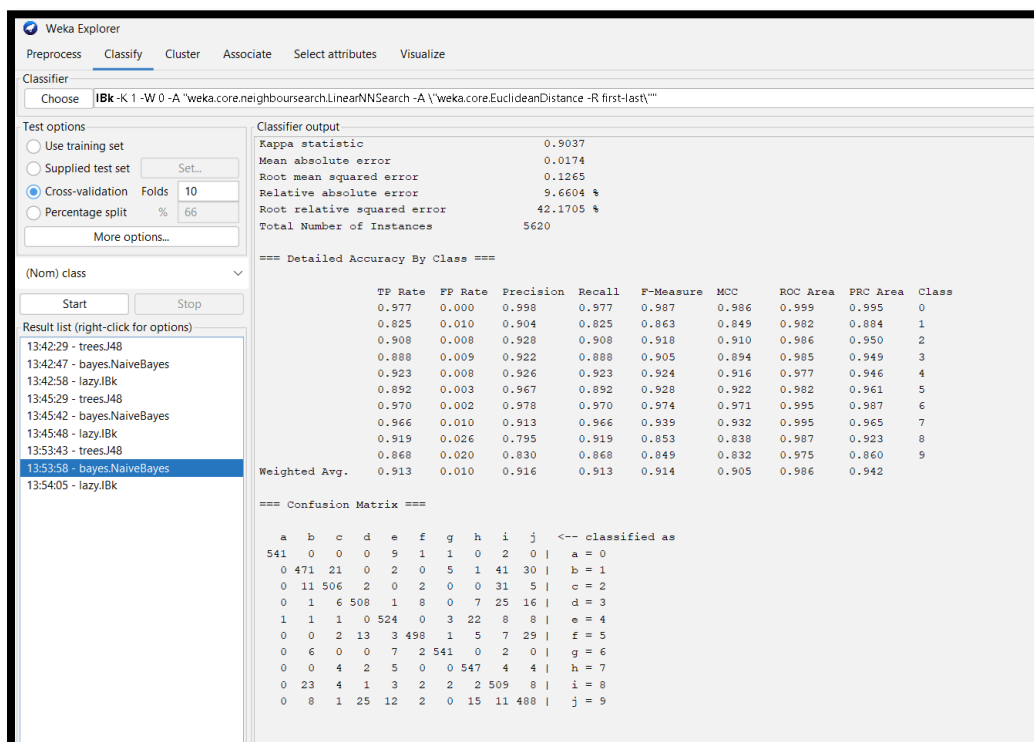 Weka Explorer
Preprocess Classify Cluster Associate Select attributes Visualize
Classifier
Choose IBk -K 1 -W 0 -A "weka.core.neighboursearch.LinearNNSearch -A \"weka.core.EuclideanDistance -R first-last\""
Test options
Use training set
Supplied test set Set...
Cross-validation Folds 10
Percentage split % 66
More options...
(Nom) class
Start Stop
Result list (right-click for options)
13:42:29 - trees.J48
13:42:47 - bayes.NaiveBayes
13:42:58 - lazy.IBk
13:45:29 - trees.J48
13:45:42 - bayes.NaiveBayes
13:45:48 - lazy.IBk
13:53:43 - trees.J48
13:53:58 - bayes.NaiveBayes
13:54:05 - lazy.IBk
Classifier output
Kappa statistic 0.9037
Mean absolute error 0.0174
Root mean squared error 0.1265
Relative absolute error 9.6604 %
Root relative squared error 42.1705 %
Total Number of Instances 5620
=== Detailed Accuracy By Class ===
TP Rate FP Rate Precision Recall F-Measure MCC ROC Area PRC Area Class
0.977 0.000 0.998 0.977 0.987 0.986 0.999 0.995 0
0.825 0.010 0.904 0.825 0.863 0.849 0.982 0.884 1
0.908 0.008 0.928 0.908 0.918 0.910 0.986 0.950 2
0.888 0.009 0.922 0.888 0.905 0.894 0.985 0.949 3
0.923 0.008 0.926 0.923 0.924 0.916 0.977 0.946 4
0.892 0.003 0.967 0.892 0.928 0.922 0.982 0.961 5
0.970 0.002 0.978 0.970 0.974 0.971 0.995 0.987 6
0.966 0.010 0.913 0.966 0.939 0.932 0.995 0.965 7
0.919 0.026 0.795 0.919 0.853 0.838 0.987 0.923 8
0.868 0.020 0.830 0.868 0.849 0.832 0.975 0.860 9
Weighted Avg. 0.913 0.010 0.916 0.913 0.914 0.905 0.986 0.942
=== Confusion Matrix ===
a b c d e f g h i j <-- classified as
541 0 0 0 9 1 1 0 2 0 | a = 0
0 471 21 0 2 0 5 1 41 30 | b = 1
0 11 506 2 0 2 0 0 31 5 | c = 2
0 1 6 508 1 8 0 7 25 16 | d = 3
1 1 1 0 524 0 3 22 8 8 | e = 4
0 0 2 13 3 498 1 5 7 29 | f = 5
0 6 0 0 7 2 541 0 2 0 | g = 6
0 0 4 2 5 0 0 547 4 4 | h = 7
0 23 4 1 3 2 2 2 509 8 | i = 8
0 8 1 25 12 2 0 15 11 488 | j = 9